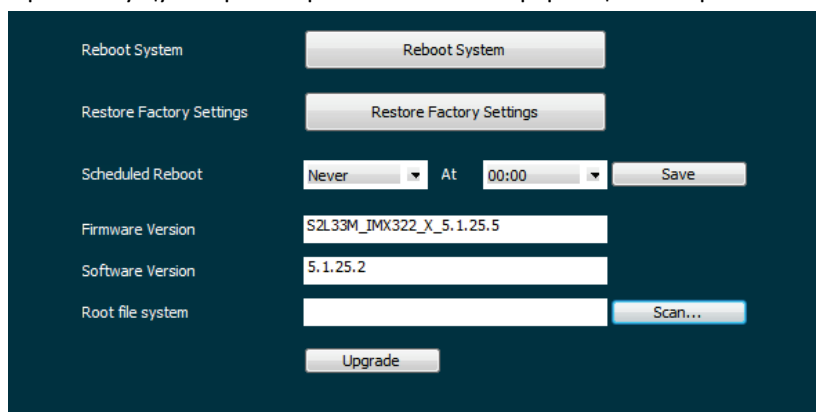 Reboot System Reboot System
Restore Factory Settings Restore Factory Settings
Scheduled Reboot Never At 00:00 Save
Firmware Version S2L33M_IMX322_X_5.1.25.5
Software Version 5.1.25.2
Root file system Scan...
Upgrade